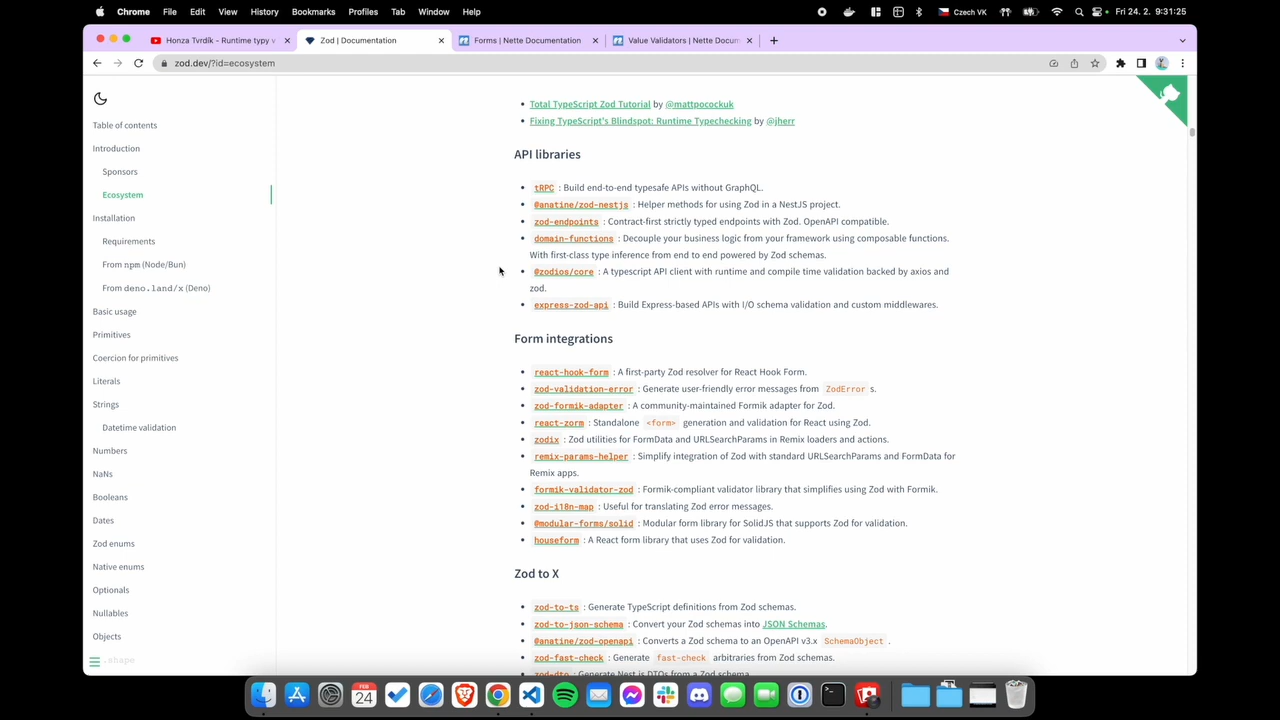 Chrome File Edit View History Bookmarks Profiles Tab Window Help Czech VK Fri 24. 2. 9:31:25
Honza Tvrdík - Runtime typy v Zod | Documentation Forms | Nette Documentation Value Validators | Nette Docum
zod.dev/?id=ecosystem
Table of contents
Introduction
Sponsors
Ecosystem
Installation
Requirements
From npm (Node/Bun)
From deno.land/x (Deno)
Basic usage
Primitives
Coercion for primitives
Literals
Strings
Datetime validation
Numbers
NaNs
Booleans
Dates
Zod enums
Native enums
Optionals
Nullables
Objects
.shape
• Total TypeScript Zod Tutorial by @mattpocockuk
• Fixing TypeScript's Blindspot: Runtime Typechecking by @jherr
API libraries
• tRPC : Build end-to-end typesafe APIs without GraphQL.
• @anatine/zod-nestjs : Helper methods for using Zod in a NestJS project.
• zod-endpoints : Contract-first strictly typed endpoints with Zod. OpenAPI compatible.
• domain-functions : Decouple your business logic from your framework using composable functions.
With first-class type inference from end to end powered by Zod schemas.
• @zodios/core : A typescript API client with runtime and compile time validation backed by axios and
zod.
• express-zod-api : Build Express-based APIs with I/O schema validation and custom middlewares.
Form integrations
• react-hook-form : A first-party Zod resolver for React Hook Form.
• zod-validation-error : Generate user-friendly error messages from ZodError s.
• zod-formik-adapter : A community-maintained Formik adapter for Zod.
• react-zorm : Standalone <form> generation and validation for React using Zod.
• zodix : Zod utilities for FormData and URLSearchParams in Remix loaders and actions.
• remix-params-helper : Simplify integration of Zod with standard URLSearchParams and FormData for
Remix apps.
• formik-validator-zod : Formik-compliant validator library that simplifies using Zod with Formik.
• zod-i18n-map : Useful for translating Zod error messages.
• @modular-forms/solid : Modular form library for SolidJS that supports Zod for validation.
• houseform : A React form library that uses Zod for validation.
Zod to X
• zod-to-ts : Generate TypeScript definitions from Zod schemas.
• zod-to-json-schema : Convert your Zod schemas into JSON Schemas.
• @anatine/zod-openapi : Converts a Zod schema to an OpenAPI v3.x SchemaObject .
• zod-fast-check : Generate fast-check arbitraries from Zod schemas.
• zod-dto : Generate Nest.js DTOs from a Zod schema.
FEB
24